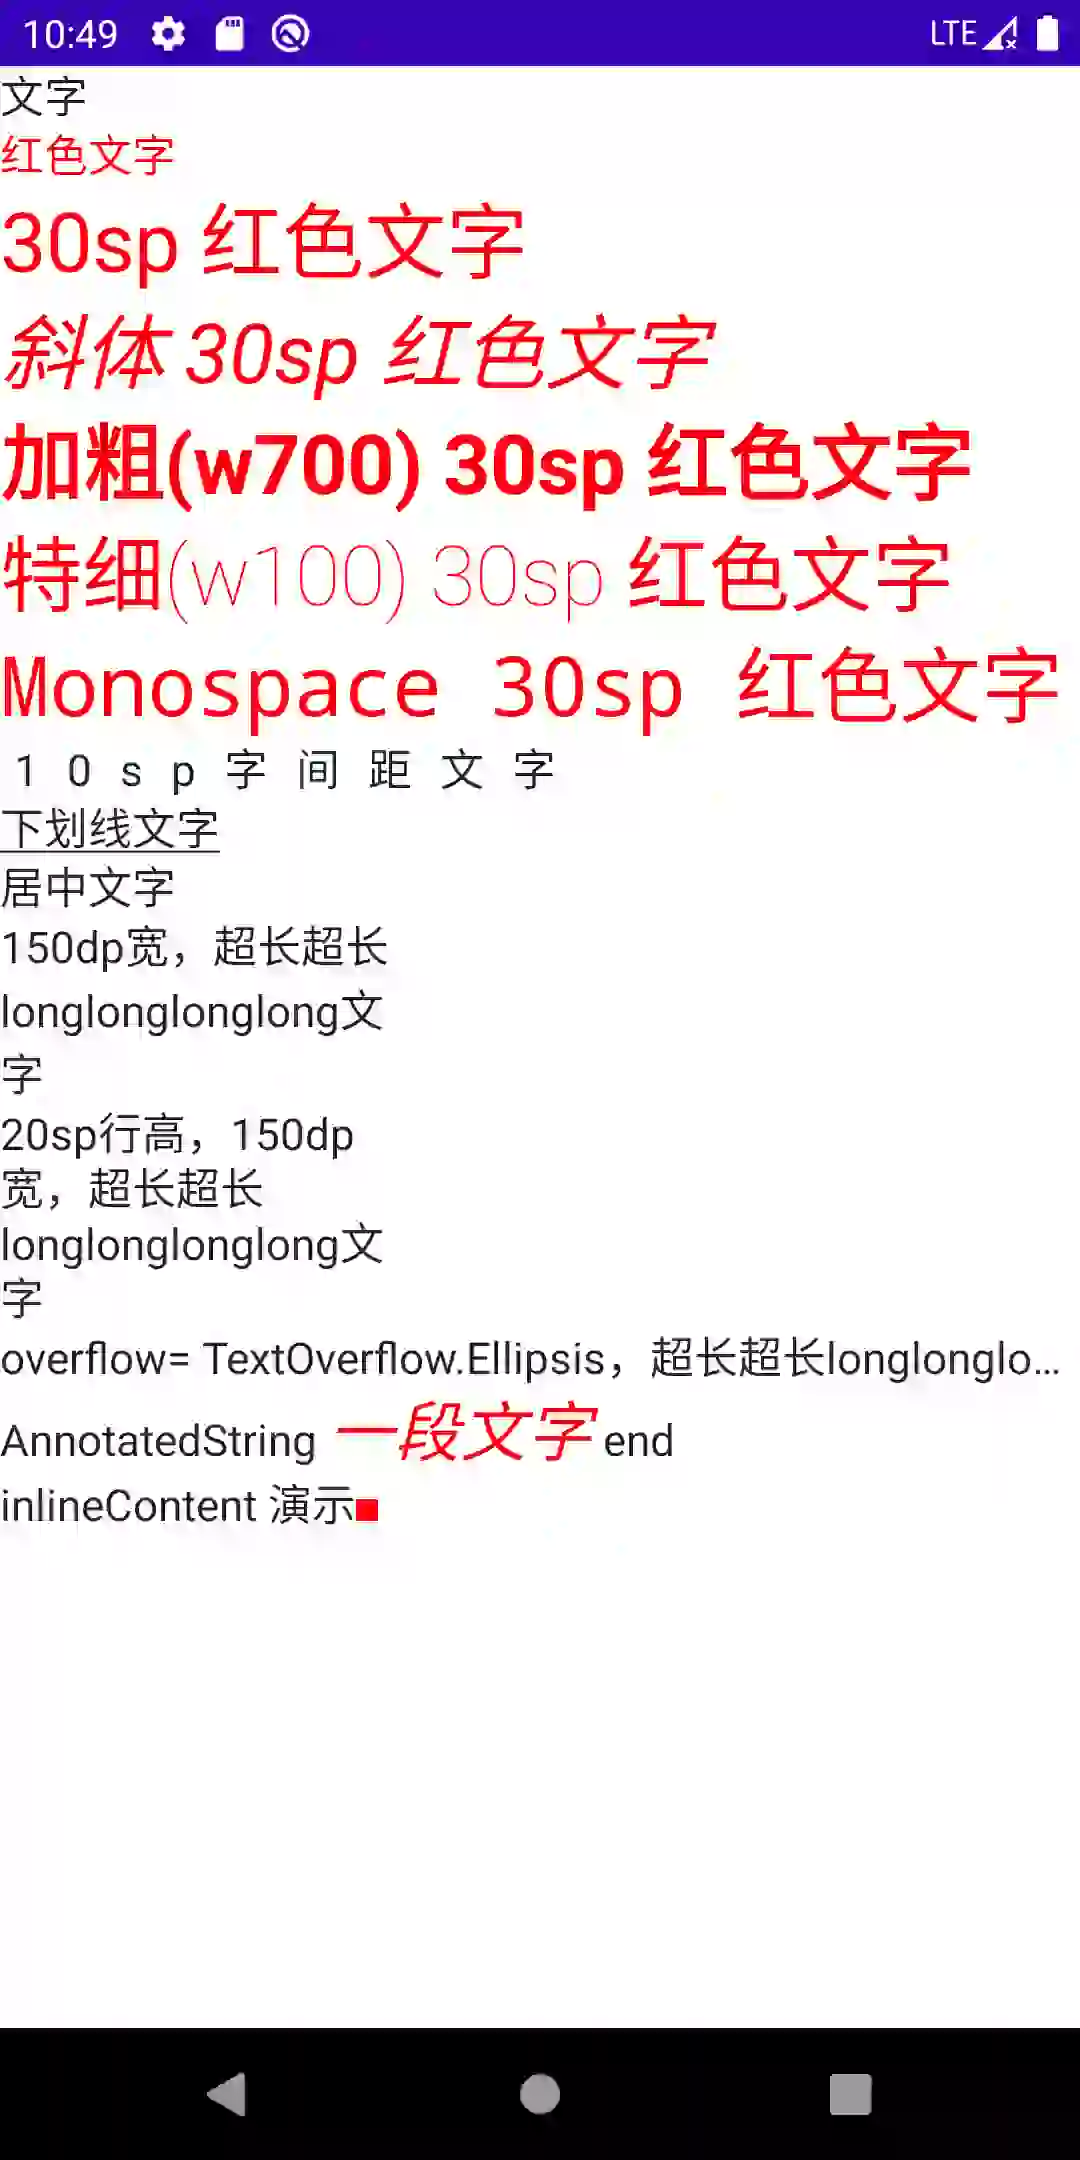 10:49 LTE
文字
红色文字
30sp 红色文字
斜体 30sp 红色文字
加粗(w700) 30sp 红色文字
特细(w100) 30sp 红色文字
Monospace 30sp 红色文字
1 0 s p 字 间 距 文 字
下划线文字
居中文字
150dp宽，超长超长
longlonglonglong文
字
20sp行高，150dp
宽，超长超长
longlonglonglong文
字
overflow= TextOverflow.Ellipsis，超长超长longlonglo...
AnnotatedString 一段文字 end
inlineContent 演示